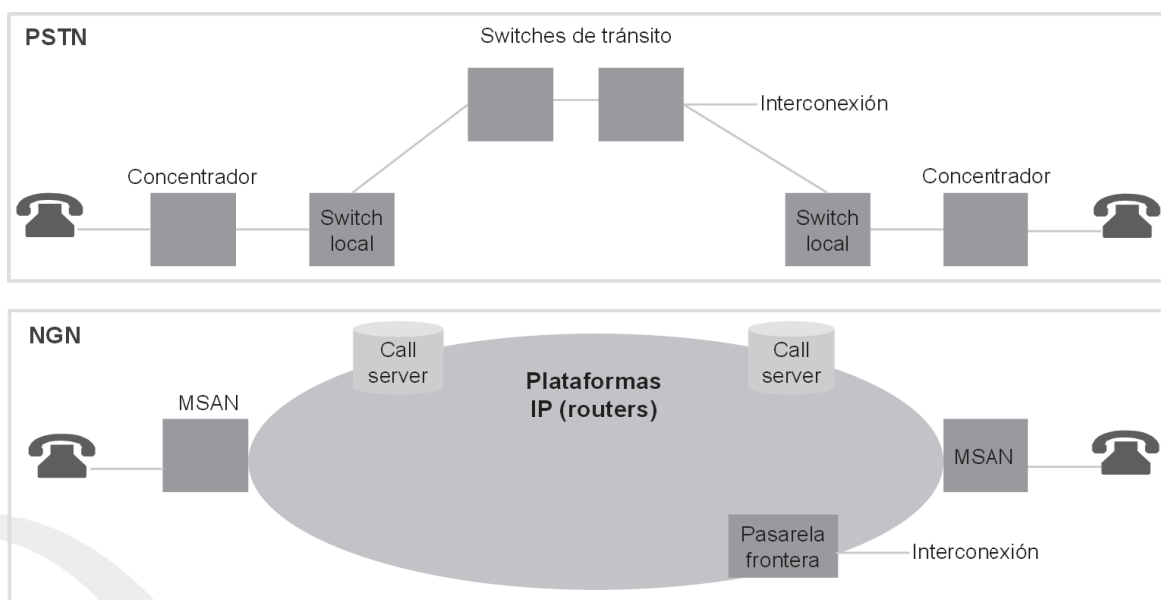 PSTN
Switches de tránsito
Interconexión
Concentrador
Concentrador
Switch
local
Switch
local
NGN
Call
server
Call
server
Plataformas
IP (routers)
MSAN
MSAN
Pasarela
frontera
Interconexión